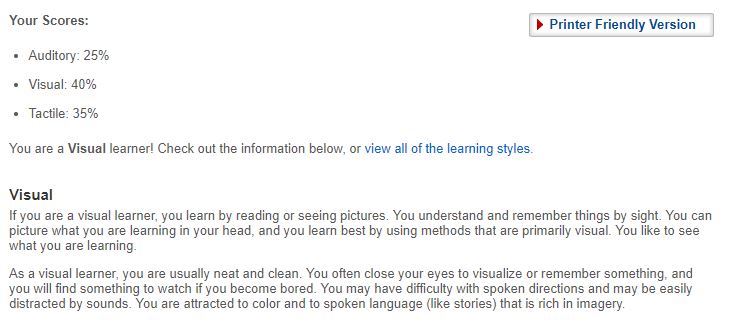 Your Scores:
Printer Friendly Version
Auditory: 25%
Visual: 40%
Tactile: 35%
You are a Visual learner! Check out the information below, or view all of the learning styles.
Visual
If you are a visual learner, you learn by reading or seeing pictures. You understand and remember things by sight. You can
picture what you are learning in your head, and you learn best by using methods that are primarily visual. You like to see
what you are learning.
As a visual learner, you are usually neat and clean. You often close your eyes to visualize or remember something, and
you will find something to watch if you become bored. You may have difficulty with spoken directions and may be easily
distracted by sounds. You are attracted to color and to spoken language (like stories) that is rich in imagery.